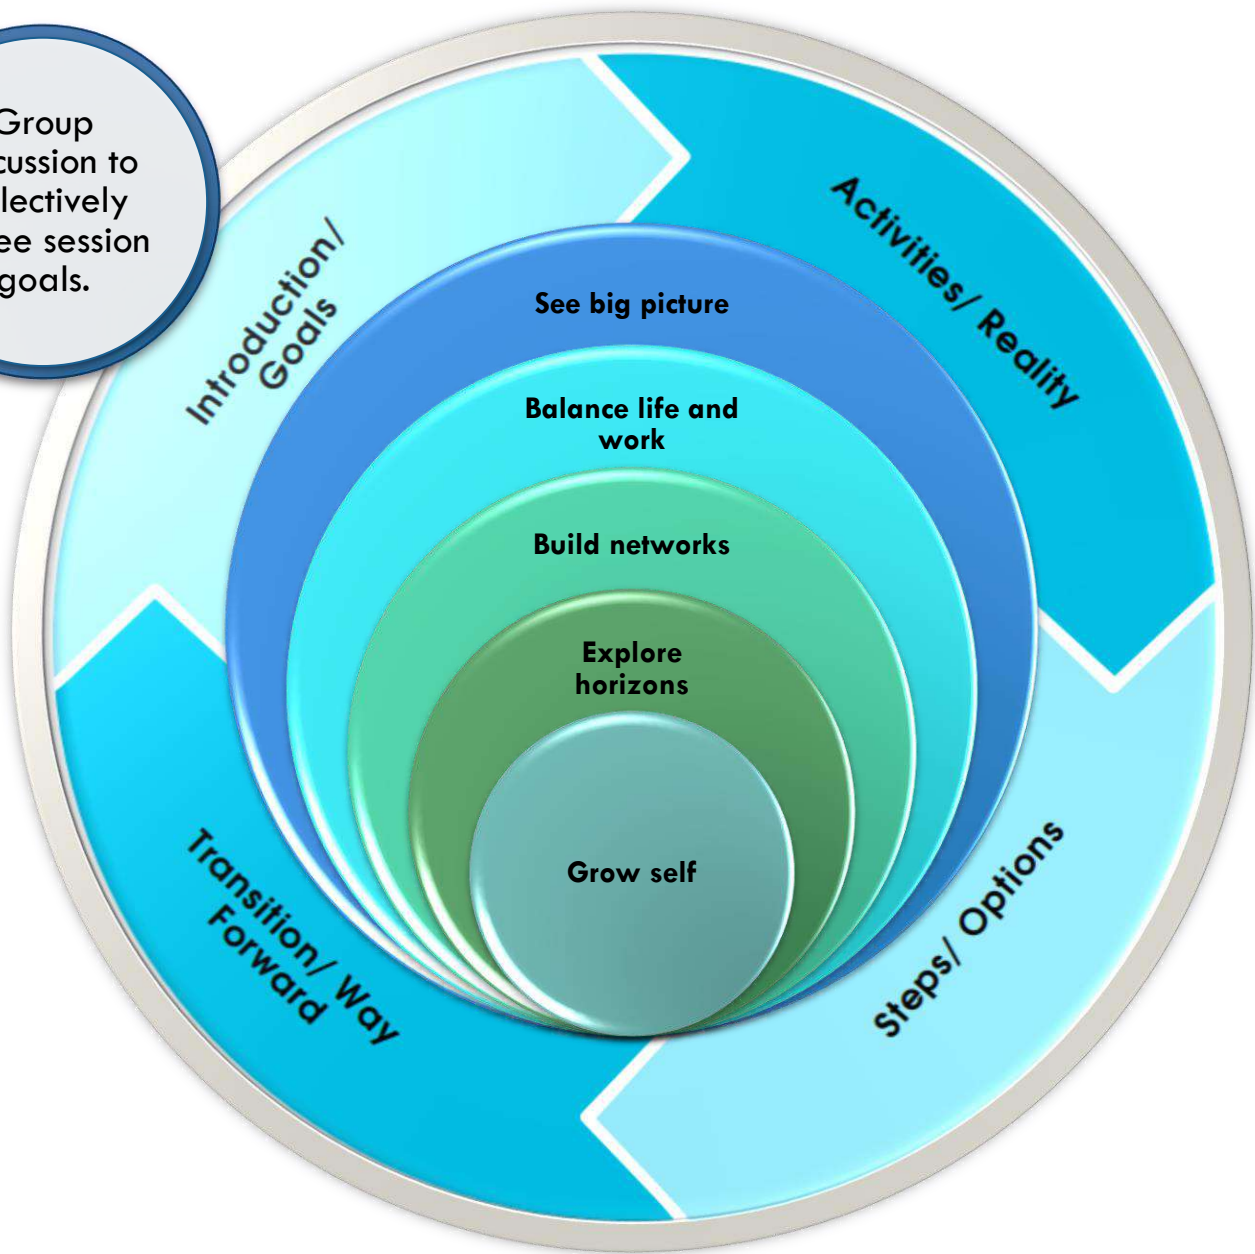 Group
cussion to
lectively
ee session
goals.
Introduction/
Goals
Activities/ Reality
See big picture
Balance life and
work
Build networks
Explore
horizons
Grow self
Steps/ Options
Transition/ Way
Forward